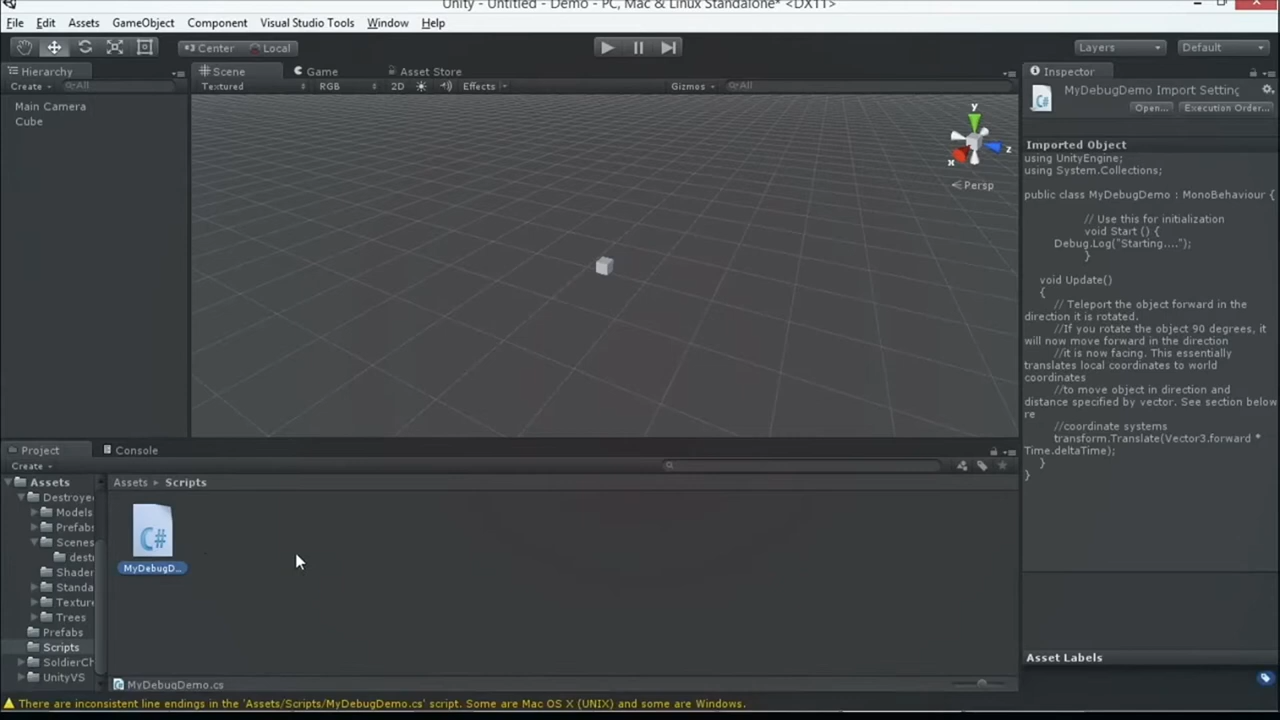 Unity - Untitled - Demo - PC, Mac & Linux Standalone* <DX11>
File Edit Assets GameObject Component Visual Studio Tools Window Help
Center Local Layers Default
Hierarchy Scene Game Asset Store Inspector
Create All Textured RGB 2D Effects Gizmos All
MyDebugDemo Import Setting
Open... Execution Order...
Main Camera
Cube
y
x
z
Persp
Imported Object
using UnityEngine;
using System.Collections;
public class MyDebugDemo : MonoBehaviour {
// Use this for initialization
void Start () {
Debug.Log("Starting....");
}
void Update()
{
// Teleport the object forward in the
direction it is rotated.
//If you rotate the object 90 degrees, it
will now move forward in the direction
//it is now facing. This essentially
translates local coordinates to world
coordinates
//to move object in direction and
distance specified by vector. See section below
re
//coordinate systems
transform.Translate(Vector3.forward *
Time.deltaTime);
}
}
Project Console
Create
Assets
Destroye
Models
Prefabs
Scenes
dest
Shader
Standa
Texture
Trees
Prefabs
Scripts
SoldierCh
UnityVS
Assets Scripts
C#
MyDebugD...
MyDebugDemo.cs
Asset Labels
There are inconsistent line endings in the 'Assets/Scripts/MyDebugDemo.cs' script. Some are Mac OS X (UNIX) and some are Windows.